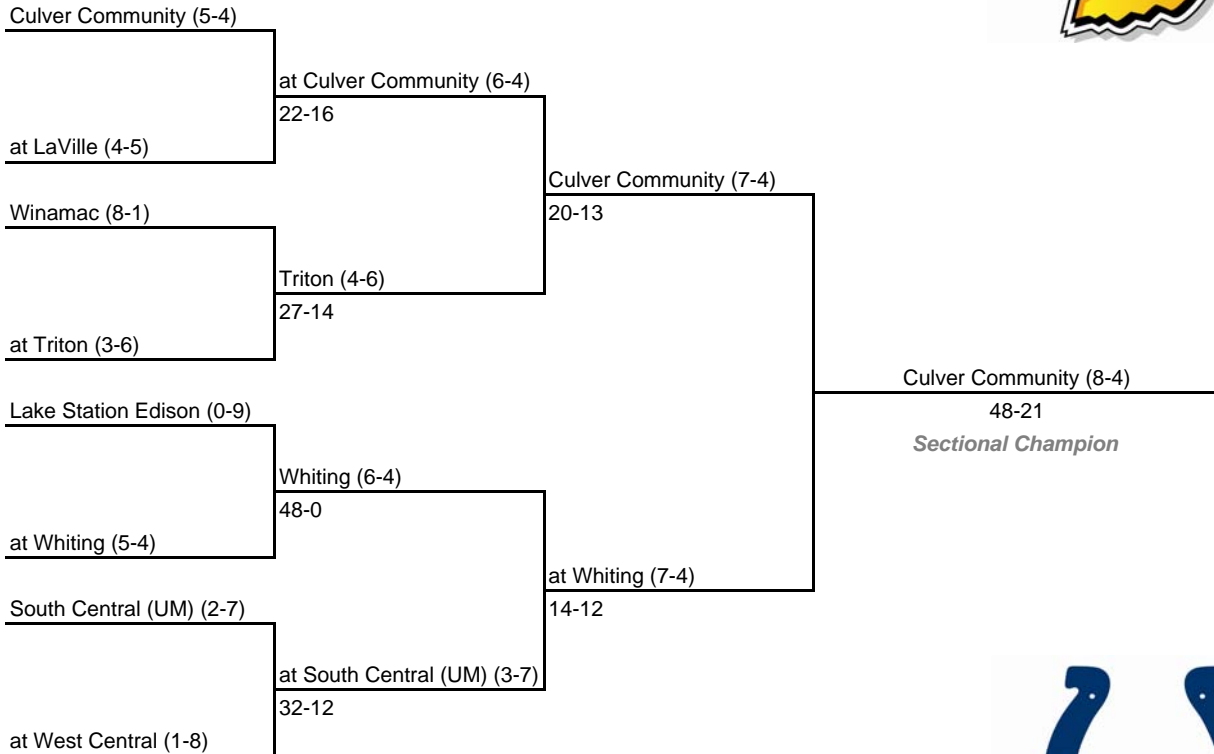 Culver Community (5-4)
at Culver Community (6-4)
22-16
at LaVille (4-5)
Culver Community (7-4)
20-13
Winamac (8-1)
Triton (4-6)
27-14
at Triton (3-6)
Culver Community (8-4)
48-21
Sectional Champion
Lake Station Edison (0-9)
Whiting (6-4)
48-0
at Whiting (5-4)
at Whiting (7-4)
14-12
South Central (UM) (2-7)
at South Central (UM) (3-7)
32-12
at West Central (1-8)